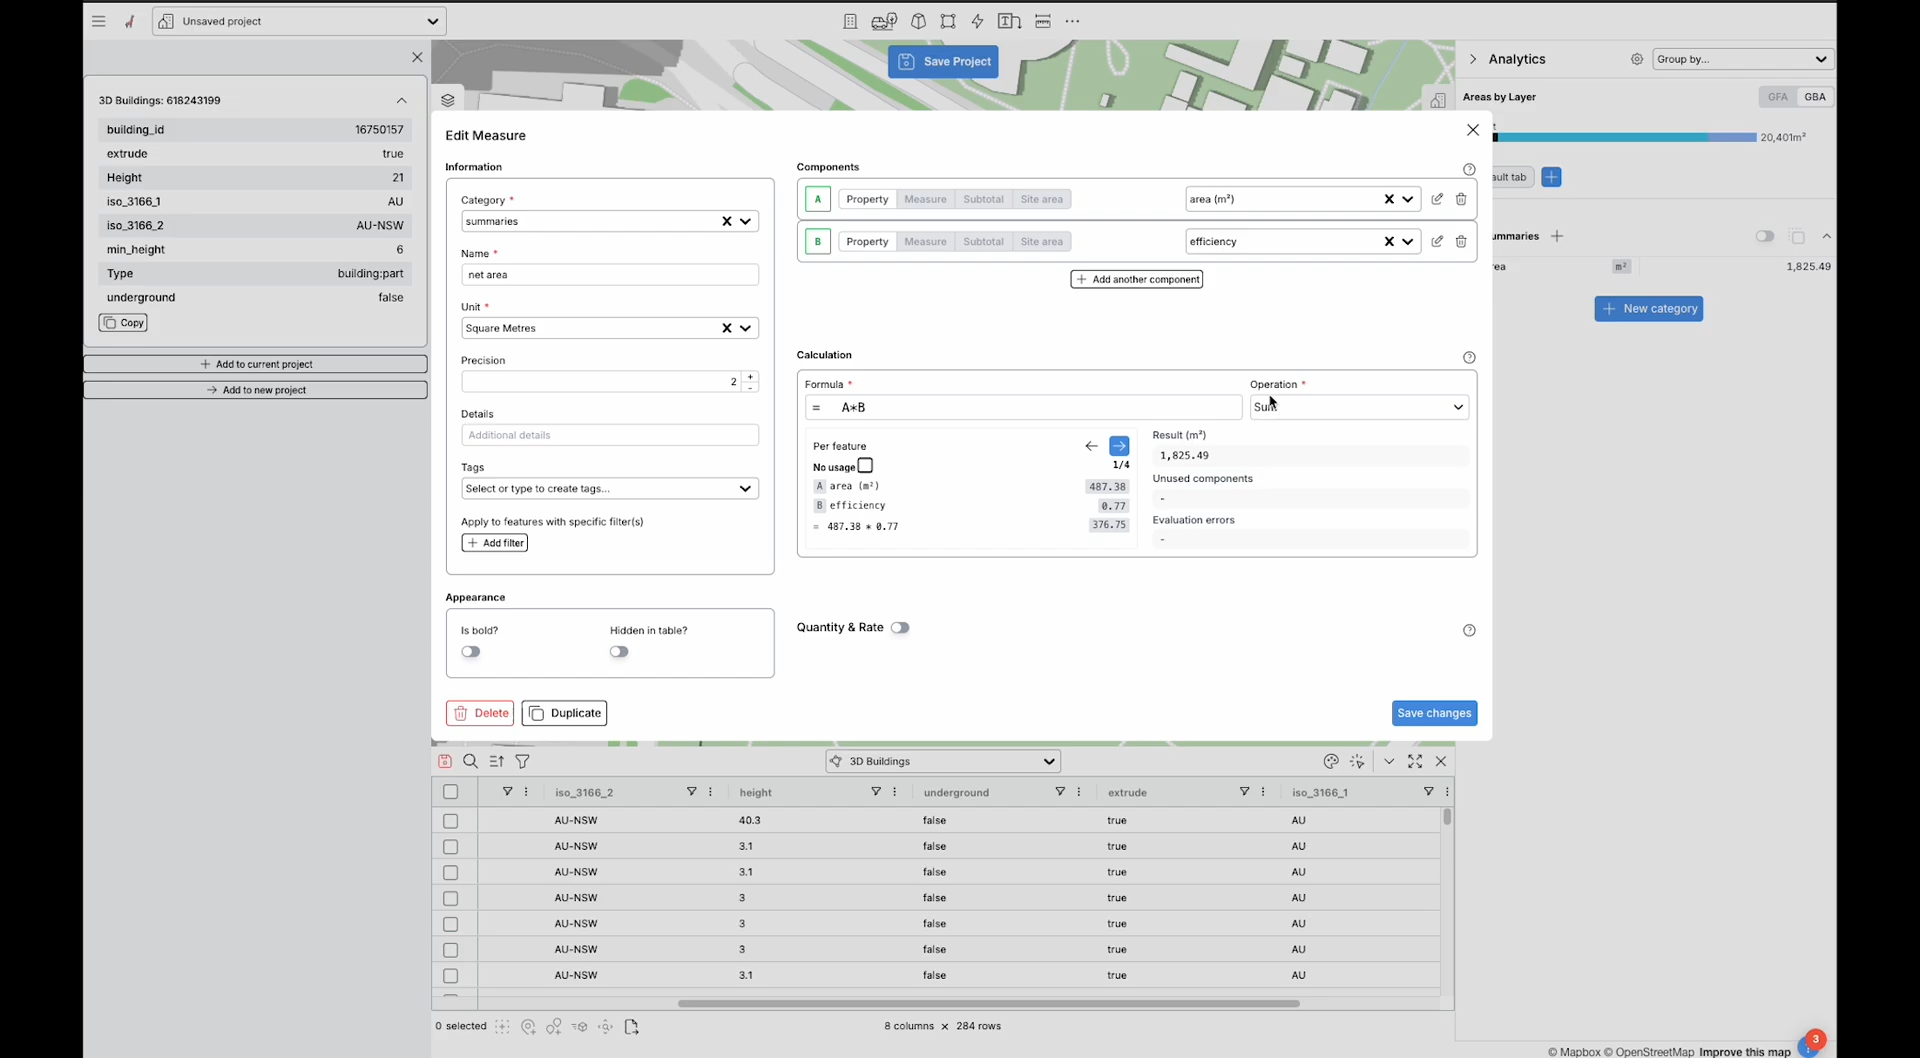 Unsaved project
Save Project
3D Buildings: 618243199
building_id 16750157
extrude true
Height 21
iso_3166_1 AU
iso_3166_2 AU-NSW
min_height 6
Type building:part
underground false
Copy
Add to current project
Add to new project
Edit Measure
Information
Category *
summaries
Name *
net area
Unit *
Square Metres
Precision
2
Details
Additional details
Tags
Select or type to create tags...
Apply to features with specific filter(s)
Add filter
Appearance
Is bold?
Hidden in table?
Delete
Duplicate
Components
A Property Measure Subtotal Site area area (m²)
B Property Measure Subtotal Site area efficiency
Add another component
Calculation
Formula *
= A*B
Operation *
Per feature
1/4
No usage
A area (m²) 487.38
B efficiency 0.77
= 487.38 * 0.77 376.75
Result (m²)
1,825.49
Unused components
-
Evaluation errors
-
Quantity & Rate
Save changes
Analytics
Group by...
Areas by Layer
GFA GBA
20,401m²
ault tab
ummaries
rea m² 1,825.49
New category
3D Buildings
iso_3166_2 height underground extrude iso_3166_1
AU-NSW 40.3 false true AU
AU-NSW 3.1 false true AU
AU-NSW 3.1 false true AU
AU-NSW 3 false true AU
AU-NSW 3 false true AU
AU-NSW 3 false true AU
AU-NSW 3.1 false true AU
0 selected
8 columns × 284 rows
© Mapbox © OpenStreetMap Improve this map
3